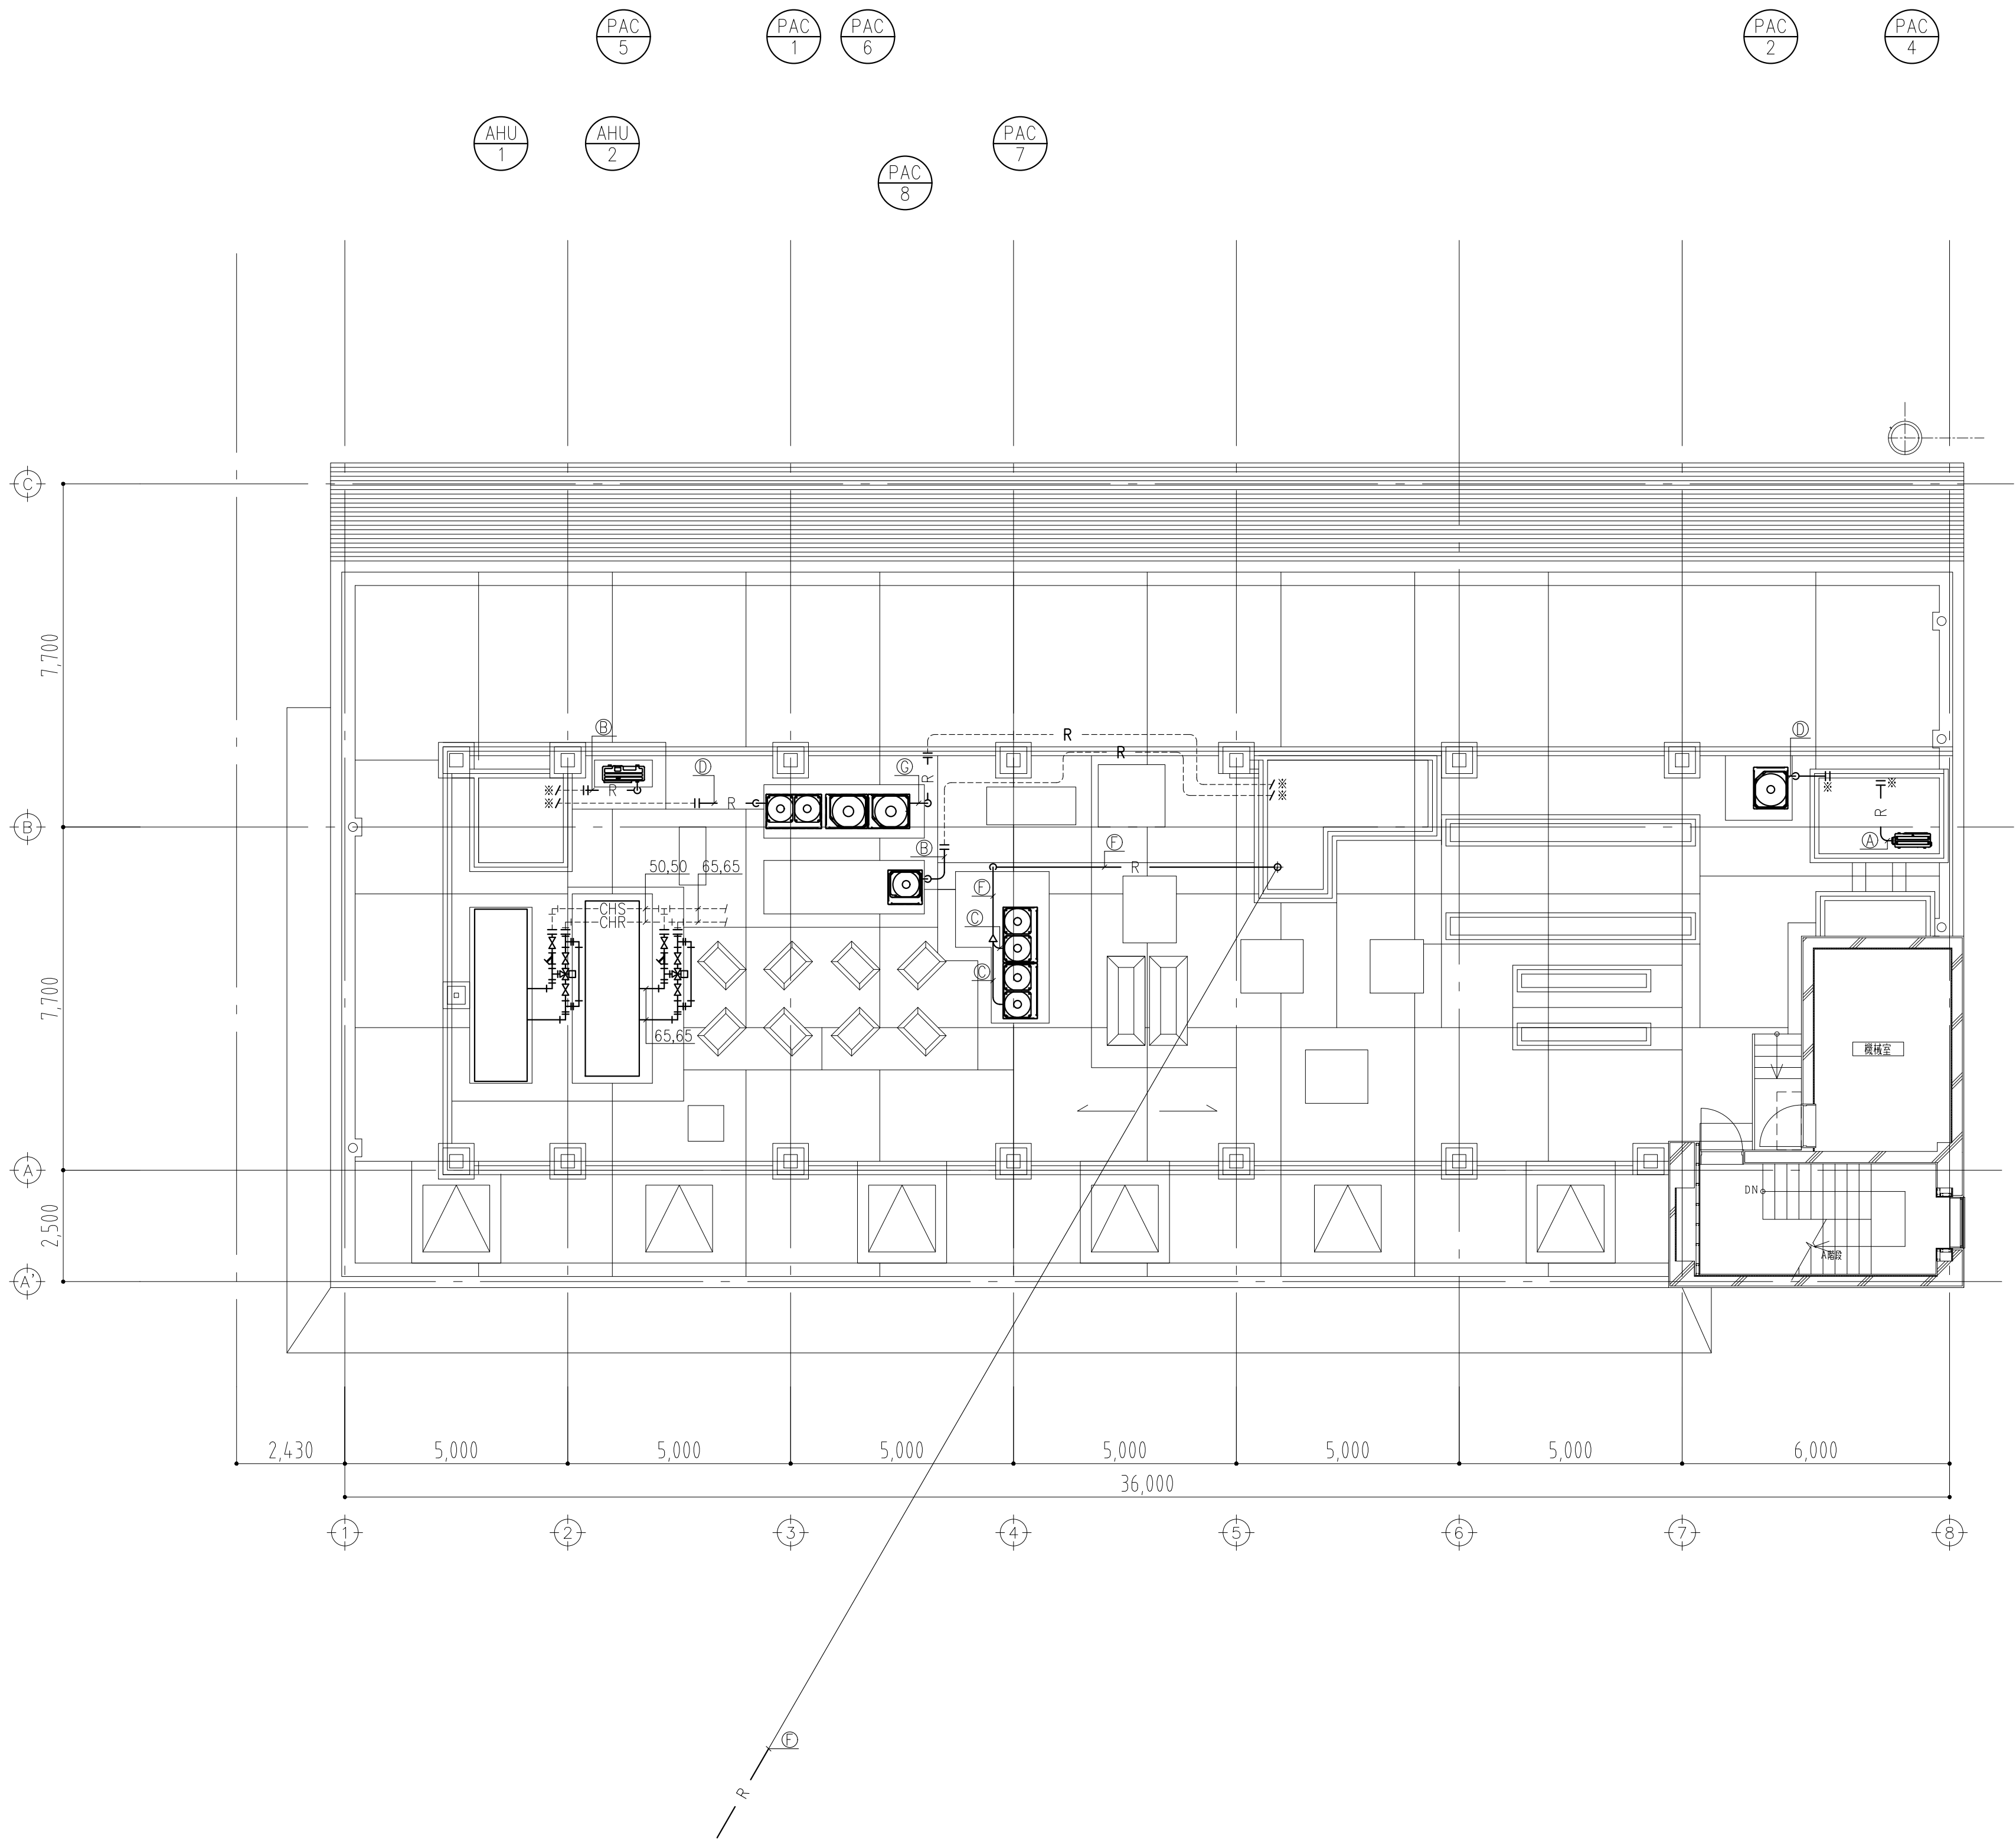 PAC
5
PAC
1
PAC
6
PAC
2
PAC
4
AHU
1
AHU
2
PAC
7
PAC
8
C
7,700
B
7,700
A
2,500
A'
B
D
G
R
R
R
※
※
※
※
R
R
D
※
※
R
A
B
F
R
F
C
C
50,50
65,65
CHS
CHR
65,65
機械室
DN
A階段
2,430
5,000
5,000
5,000
5,000
5,000
5,000
6,000
36,000
1
2
3
4
5
6
7
8
F
R